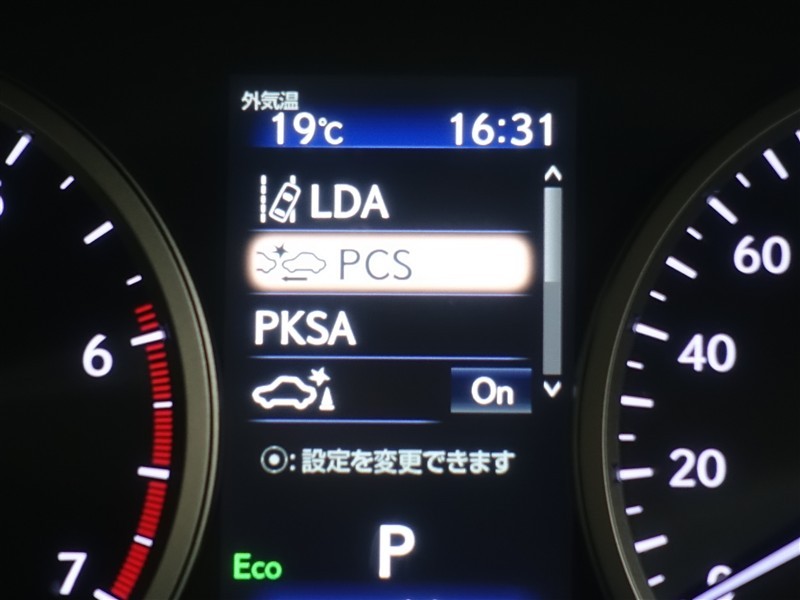 外気温
19℃ 16:31
LDA
PCS
PKSA
On
:設定を変更できます
P
Eco
6
7
60
40
20